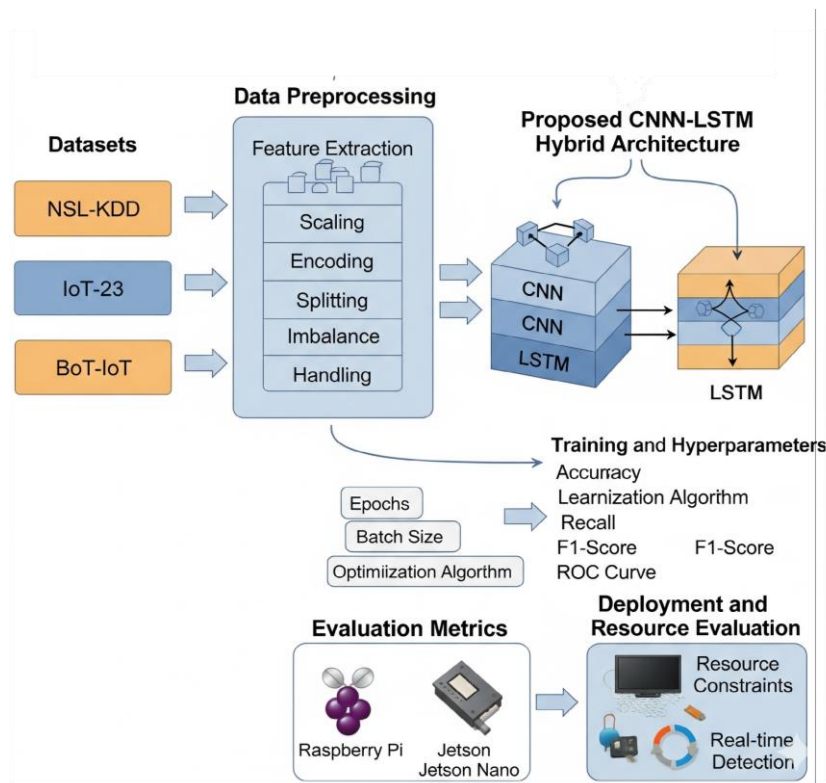 Data Preprocessing
Datasets
Proposed CNNN-LSTM
Hybrid Architecture
Feature Extraction
NSL-KDD
Scaling
Encoding
IoT-23
Splitting
Imbalance
BoT-IoT
Handling
CNN
CNN
LSTM
LSTM
Training and Hyperparameters
Accurracy
Epochs
Learnization Algorithm
Batch Size
Recall
F1-Score F1-Score
Optimiization Algorthm
ROC Curve
Evaluation Metrics
Deployment and
Resource Evaluation
Resource
Constraints
Raspberry Pi
Jetson
Jetson Nano
Real-time
Detection